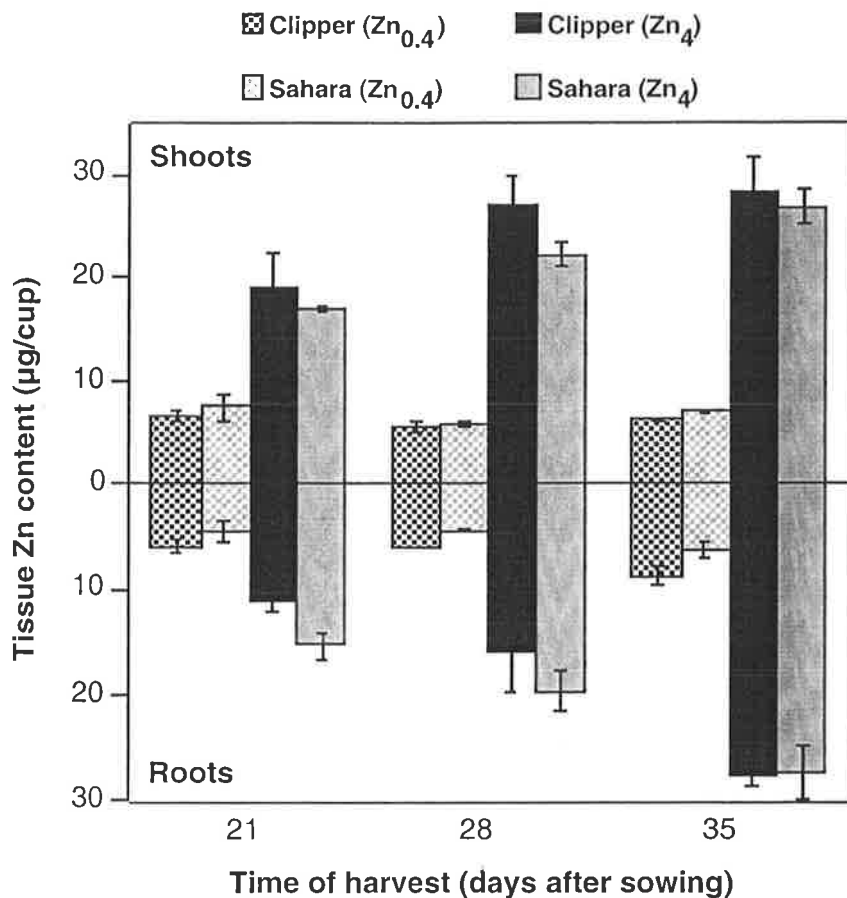 Clipper (Zn0.4) Clipper (Zn4)
Sahara (Zn0.4) Sahara (Zn4)
Shoots
30
20
10
0
10
20
30
Roots
Tissue Zn content (µg/cup)
21 28 35
Time of harvest (days after sowing)